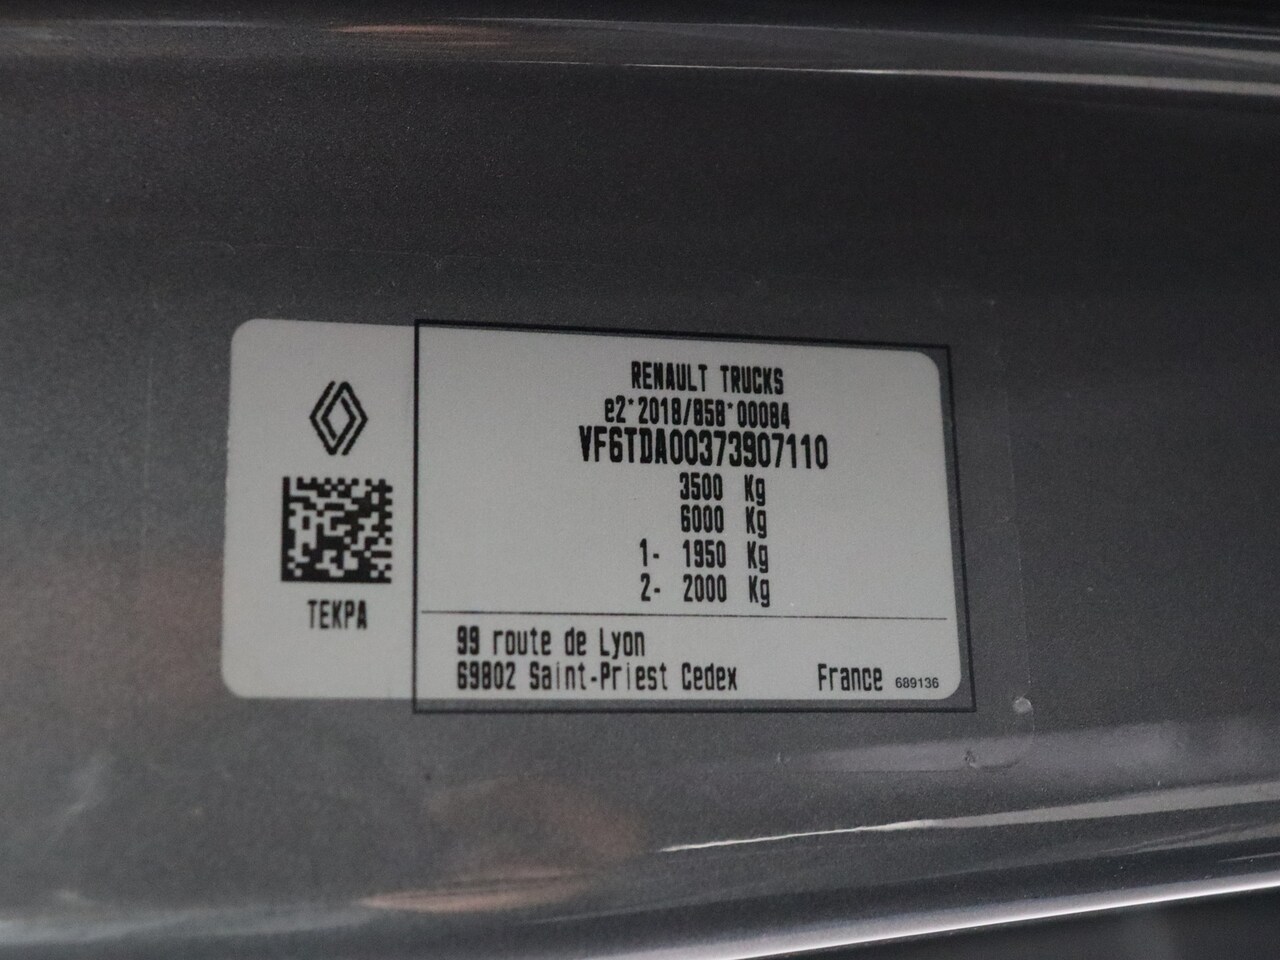 RENAULT TRUCKS
e2*2018/858*00084
VF6TDA00373907110
3500 Kg
6000 Kg
1- 1950 Kg
2- 2000 Kg
TEKPA
99 route de Lyon
69802 Saint-Priest Cedex France 689136